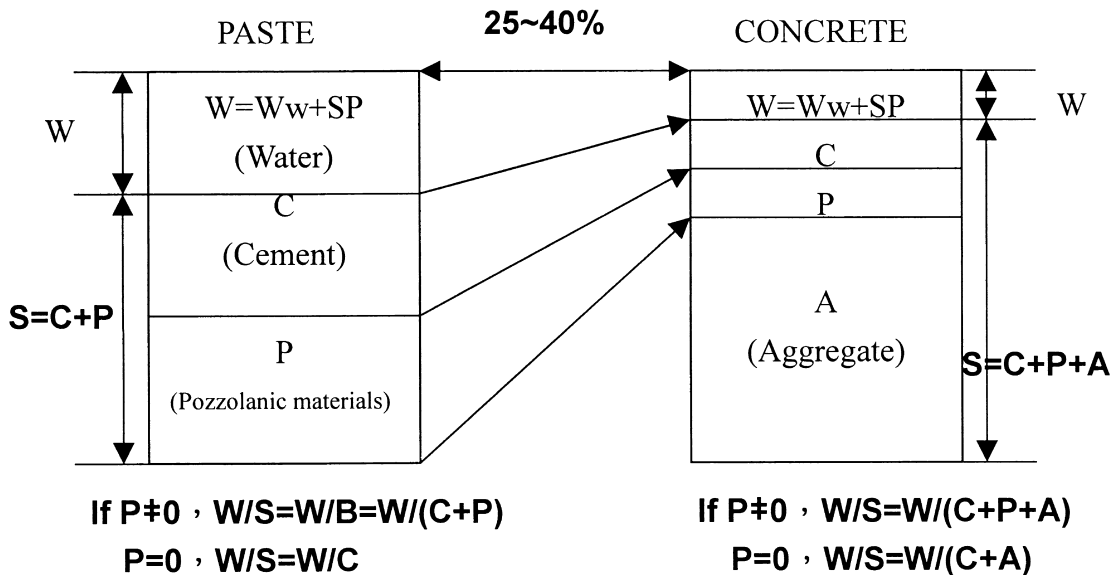 PASTE
25~40%
CONCRETE
W
W=Ww+SP
(Water)
C
(Cement)
S=C+P
P
(Pozzolanic materials)
W=Ww+SP
W
C
P
A
(Aggregate)
S=C+P+A
If P‡0，W/S=W/B=W/(C+P)
P=0，W/S=W/C
If P‡0，W/S=W/(C+P+A)
P=0，W/S=W/(C+A)